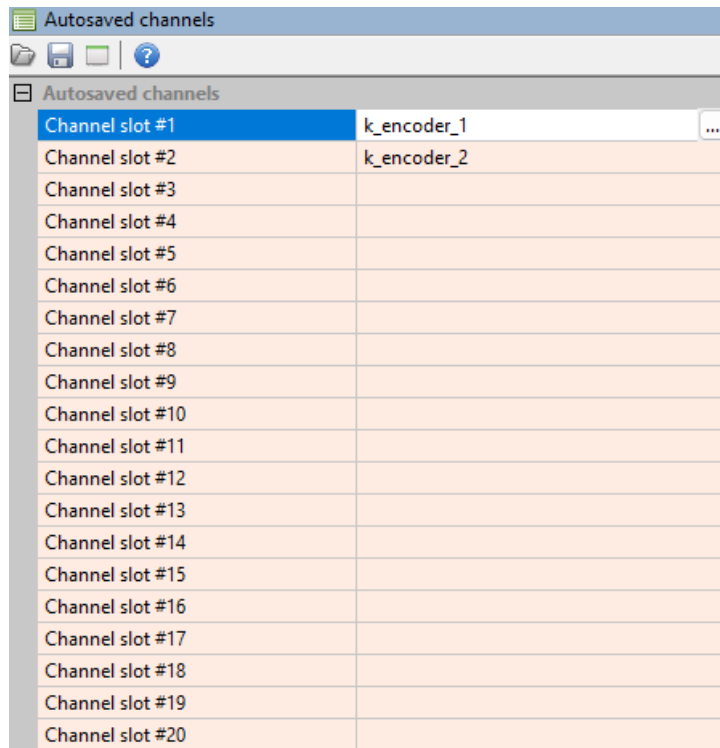 Autosaved channels
Autosaved channels
Channel slot #1 k_encoder_1 ...
Channel slot #2 k_encoder_2
Channel slot #3
Channel slot #4
Channel slot #5
Channel slot #6
Channel slot #7
Channel slot #8
Channel slot #9
Channel slot #10
Channel slot #11
Channel slot #12
Channel slot #13
Channel slot #14
Channel slot #15
Channel slot #16
Channel slot #17
Channel slot #18
Channel slot #19
Channel slot #20